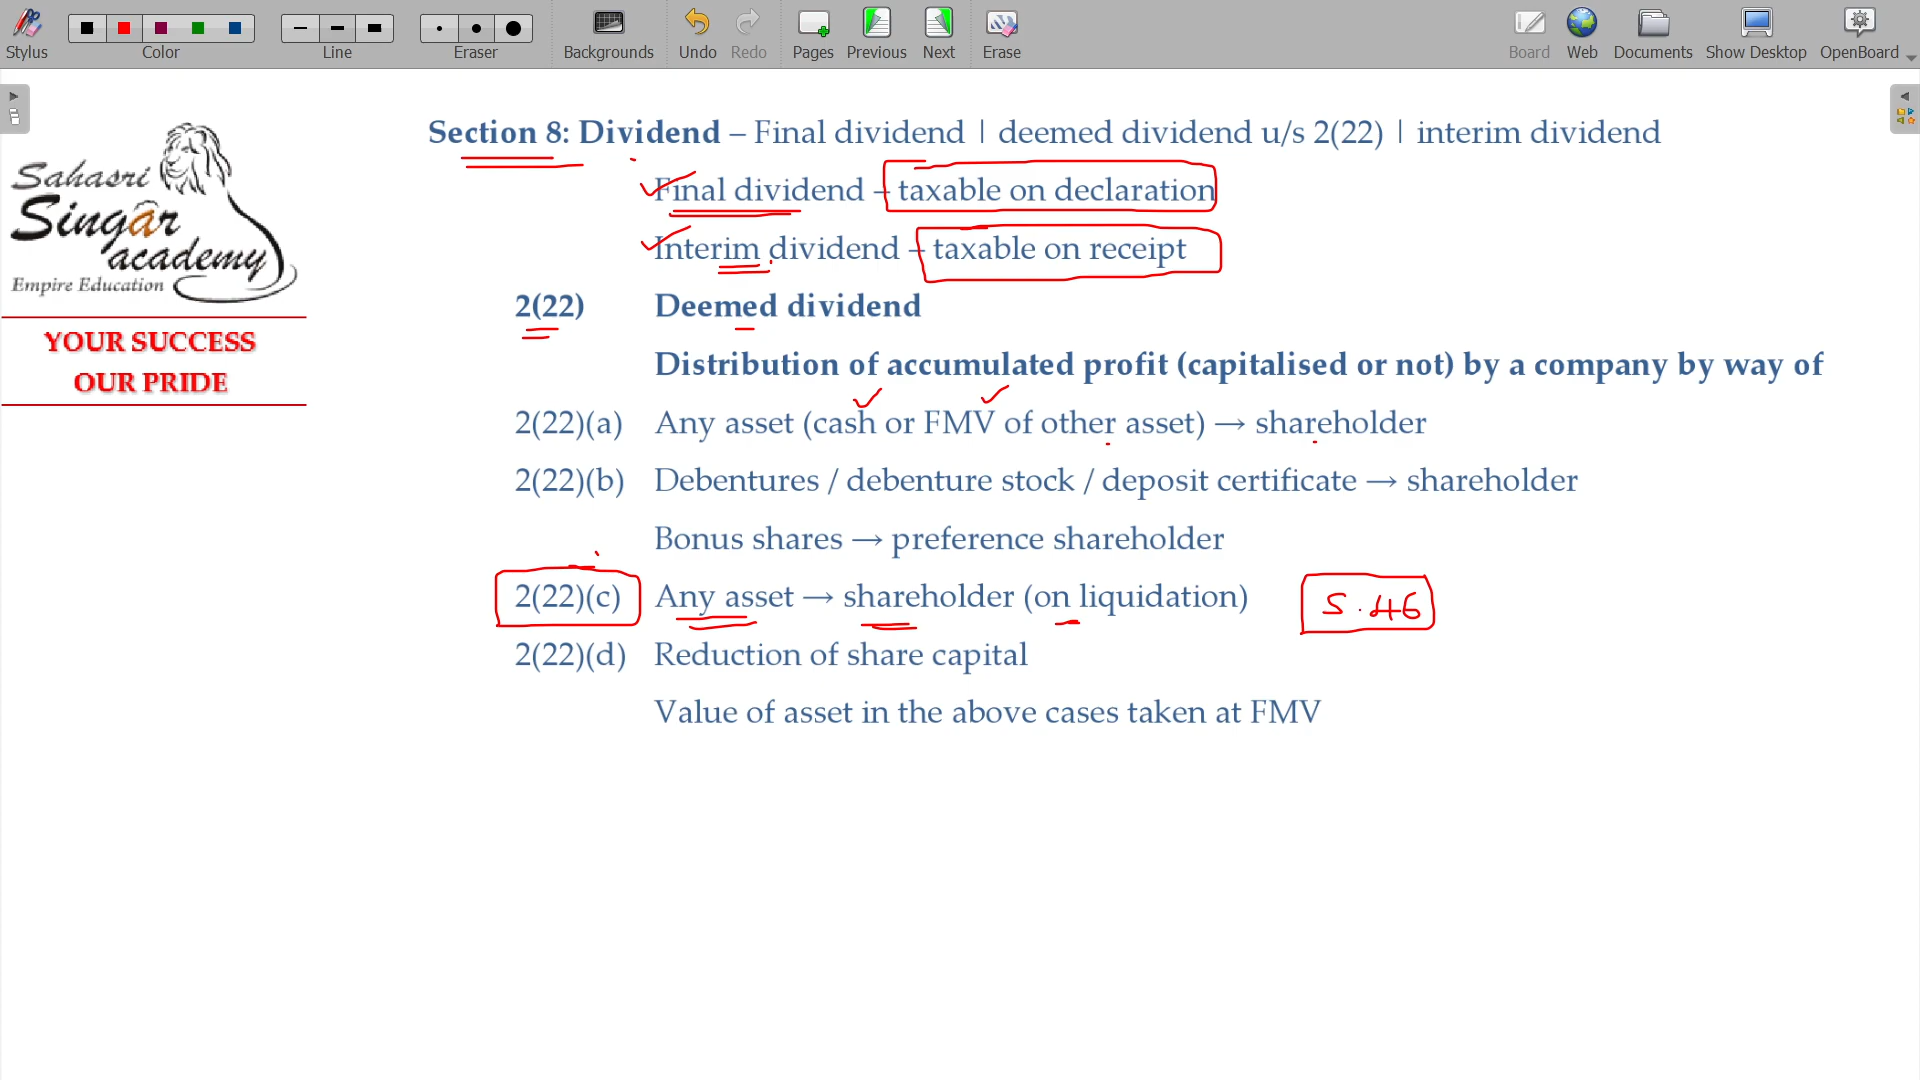 Stylus
Color
Line
Eraser
Backgrounds
Undo
Redo
Pages
Previous
Next
Erase
Board
Web
Documents
Show Desktop
OpenBoard
Sahasri
Singār
academy
Empire Education
YOUR SUCCESS
OUR PRIDE
Section 8: Dividend – Final dividend | deemed dividend u/s 2(22) | interim dividend
Final dividend – taxable on declaration
Interim dividend – taxable on receipt
2(22) Deemed dividend
Distribution of accumulated profit (capitalised or not) by a company by way of
2(22)(a) Any asset (cash or FMV of other asset) → shareholder
2(22)(b) Debentures / debenture stock / deposit certificate → shareholder
Bonus shares → preference shareholder
2(22)(c) Any asset → shareholder (on liquidation) S.46
2(22)(d) Reduction of share capital
Value of asset in the above cases taken at FMV